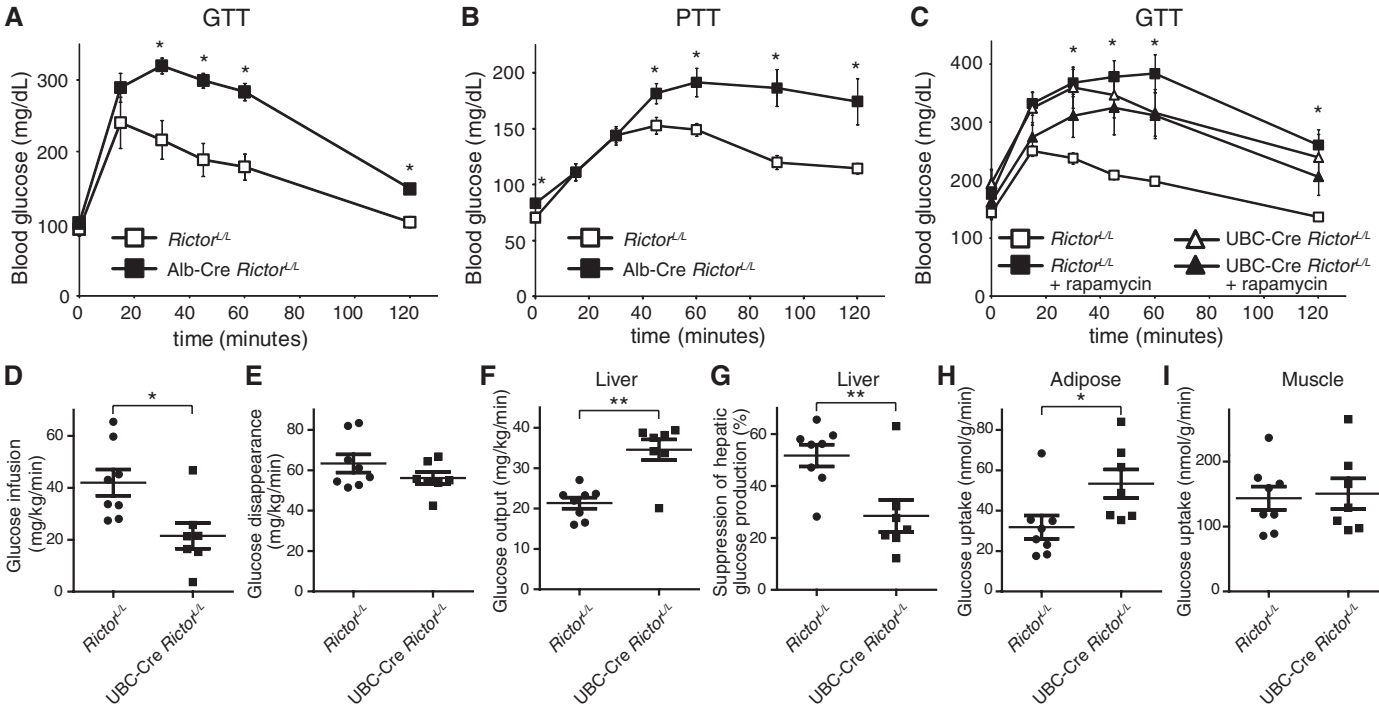 A
GTT
Blood glucose (mg/dL)
300
200
100
0
0 20 40 60 80 100 120
time (minutes)
* * * *
Rictor^L/L
Alb-Cre Rictor^L/L
B
PTT
Blood glucose (mg/dL)
200
150
100
50
0
0 20 40 60 80 100 120
time (minutes)
* * * * *
Rictor^L/L
Alb-Cre Rictor^L/L
C
GTT
Blood glucose (mg/dL)
400
300
200
100
0
0 20 40 60 80 100 120
time (minutes)
* * * *
Rictor^L/L
Rictor^L/L
+ rapamycin
UBC-Cre Rictor^L/L
UBC-Cre Rictor^L/L
+ rapamycin
D
Glucose infusion
(mg/kg/min)
60
40
20
0
*
Rictor^L/L
UBC-Cre Rictor^L/L
E
Glucose disappearance
(mg/kg/min)
80
60
40
20
0
Rictor^L/L
UBC-Cre Rictor^L/L
F
Liver
Glucose output (mg/kg/min)
40
30
20
10
0
**
Rictor^L/L
UBC-Cre Rictor^L/L
G
Liver
Suppression of hepatic
glucose production (%)
60
40
20
0
**
Rictor^L/L
UBC-Cre Rictor^L/L
H
Adipose
Glucose uptake (nmol/g/min)
80
60
40
20
0
*
Rictor^L/L
UBC-Cre Rictor^L/L
I
Muscle
Glucose uptake (nmol/g/min)
200
100
0
Rictor^L/L
UBC-Cre Rictor^L/L